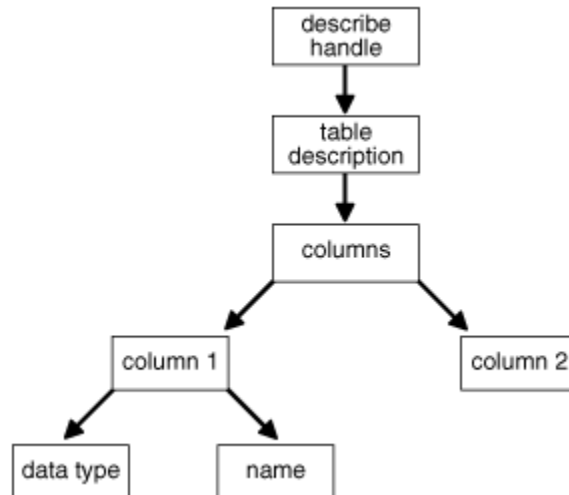 describe
handle
table
description
columns
column 1
column 2
data type
name